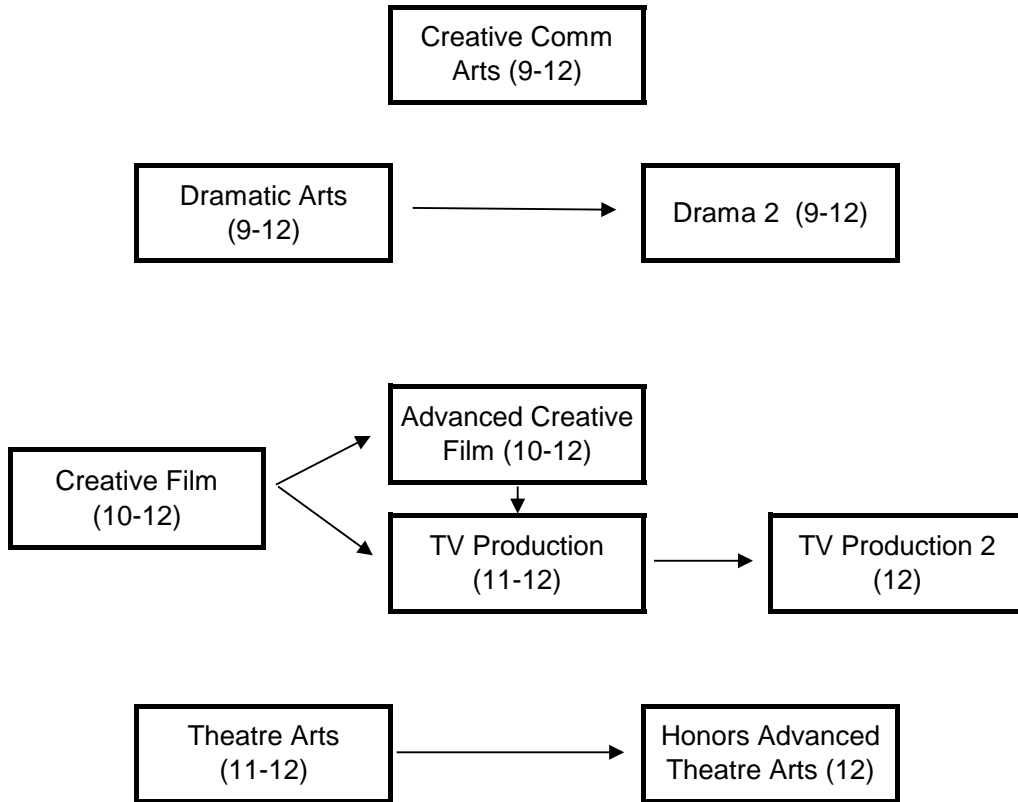 Creative Comm
Arts (9-12)
Dramatic Arts
(9-12)
Drama 2  (9-12)
Advanced Creative
Film (10-12)
Creative Film
(10-12)
TV Production
(11-12)
TV Production 2
(12)
Theatre Arts
(11-12)
Honors Advanced
Theatre Arts (12)